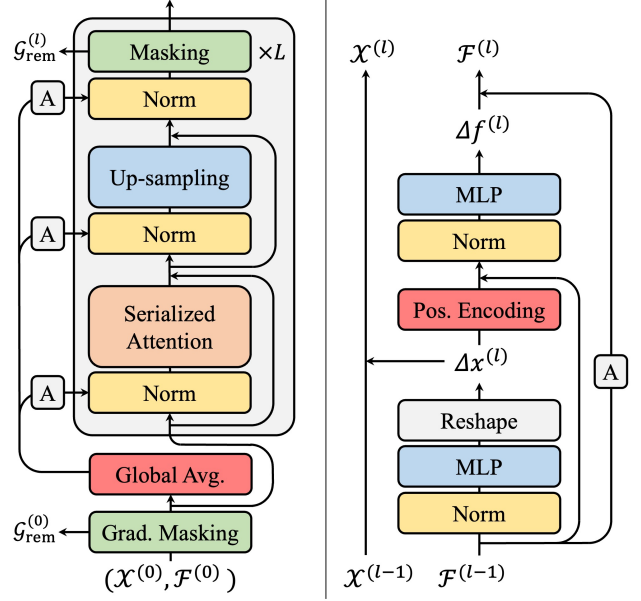 𝒢_rem^(l)
Masking
×L
A
Norm
Up-sampling
A
Norm
Serialized
Attention
A
Norm
Global Avg.
𝒢_rem^(0)
Grad. Masking
(𝒳^(0), ℱ^(0))
𝒳^(l)
ℱ^(l)
Δf^(l)
MLP
Norm
Pos. Encoding
Δx^(l)
A
Reshape
MLP
Norm
𝒳^(l−1)
ℱ^(l−1)